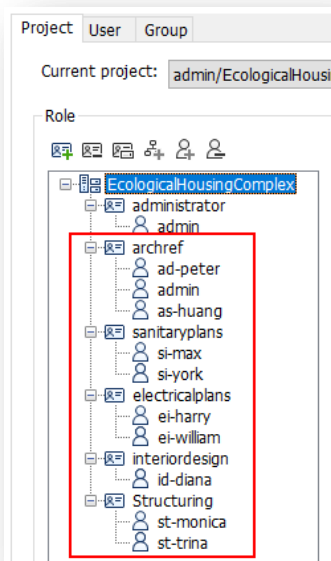 Project User Group
Current project: admin/EcologicalHousi
Role
EcologicalHousingComplex
administrator
admin
archref
ad-peter
admin
as-huang
sanitaryplans
si-max
si-york
electricalplans
ei-harry
ei-william
interiordesign
id-diana
Structuring
st-monica
st-trina